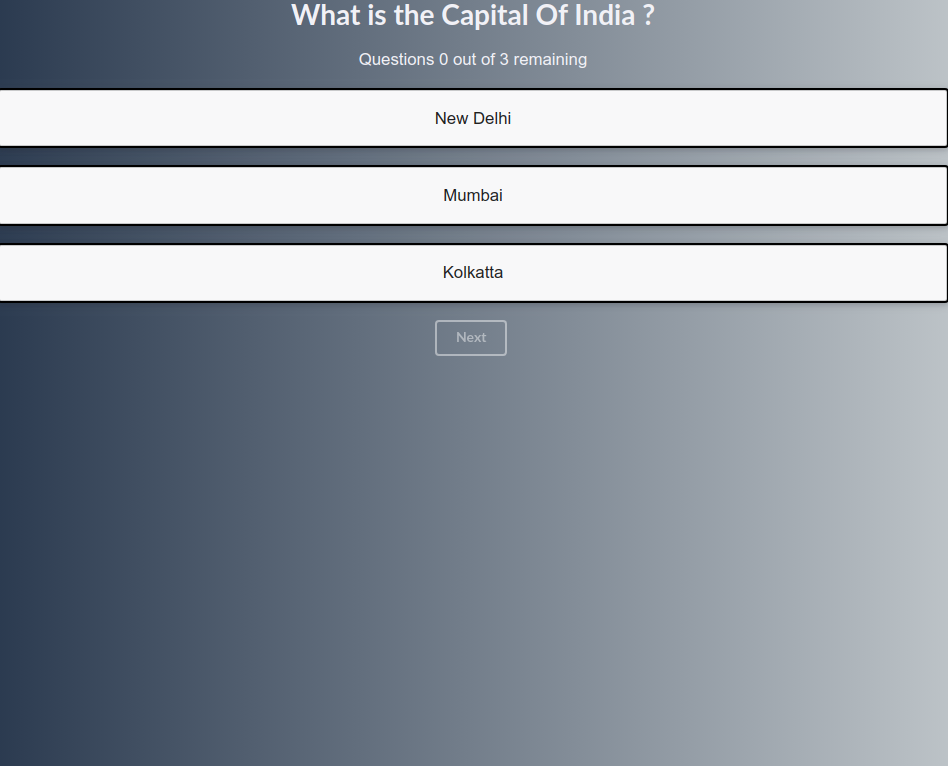 What is the Capital Of India ?
Questions 0 out of 3 remaining
New Delhi
Mumbai
Kolkatta
Next